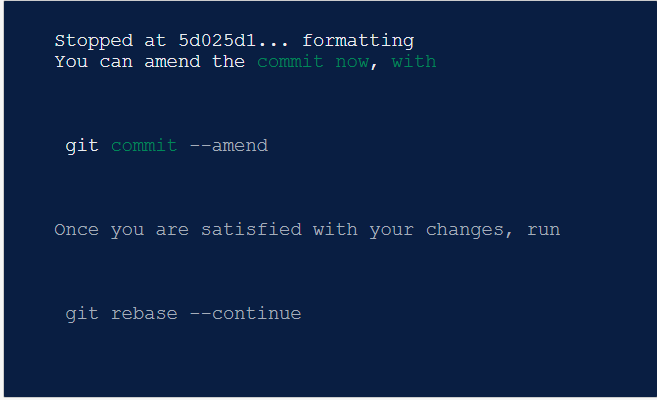 Stopped at 5d025d1... formatting
You can amend the commit now, with
git commit --amend
Once you are satisfied with your changes, run
git rebase --continue